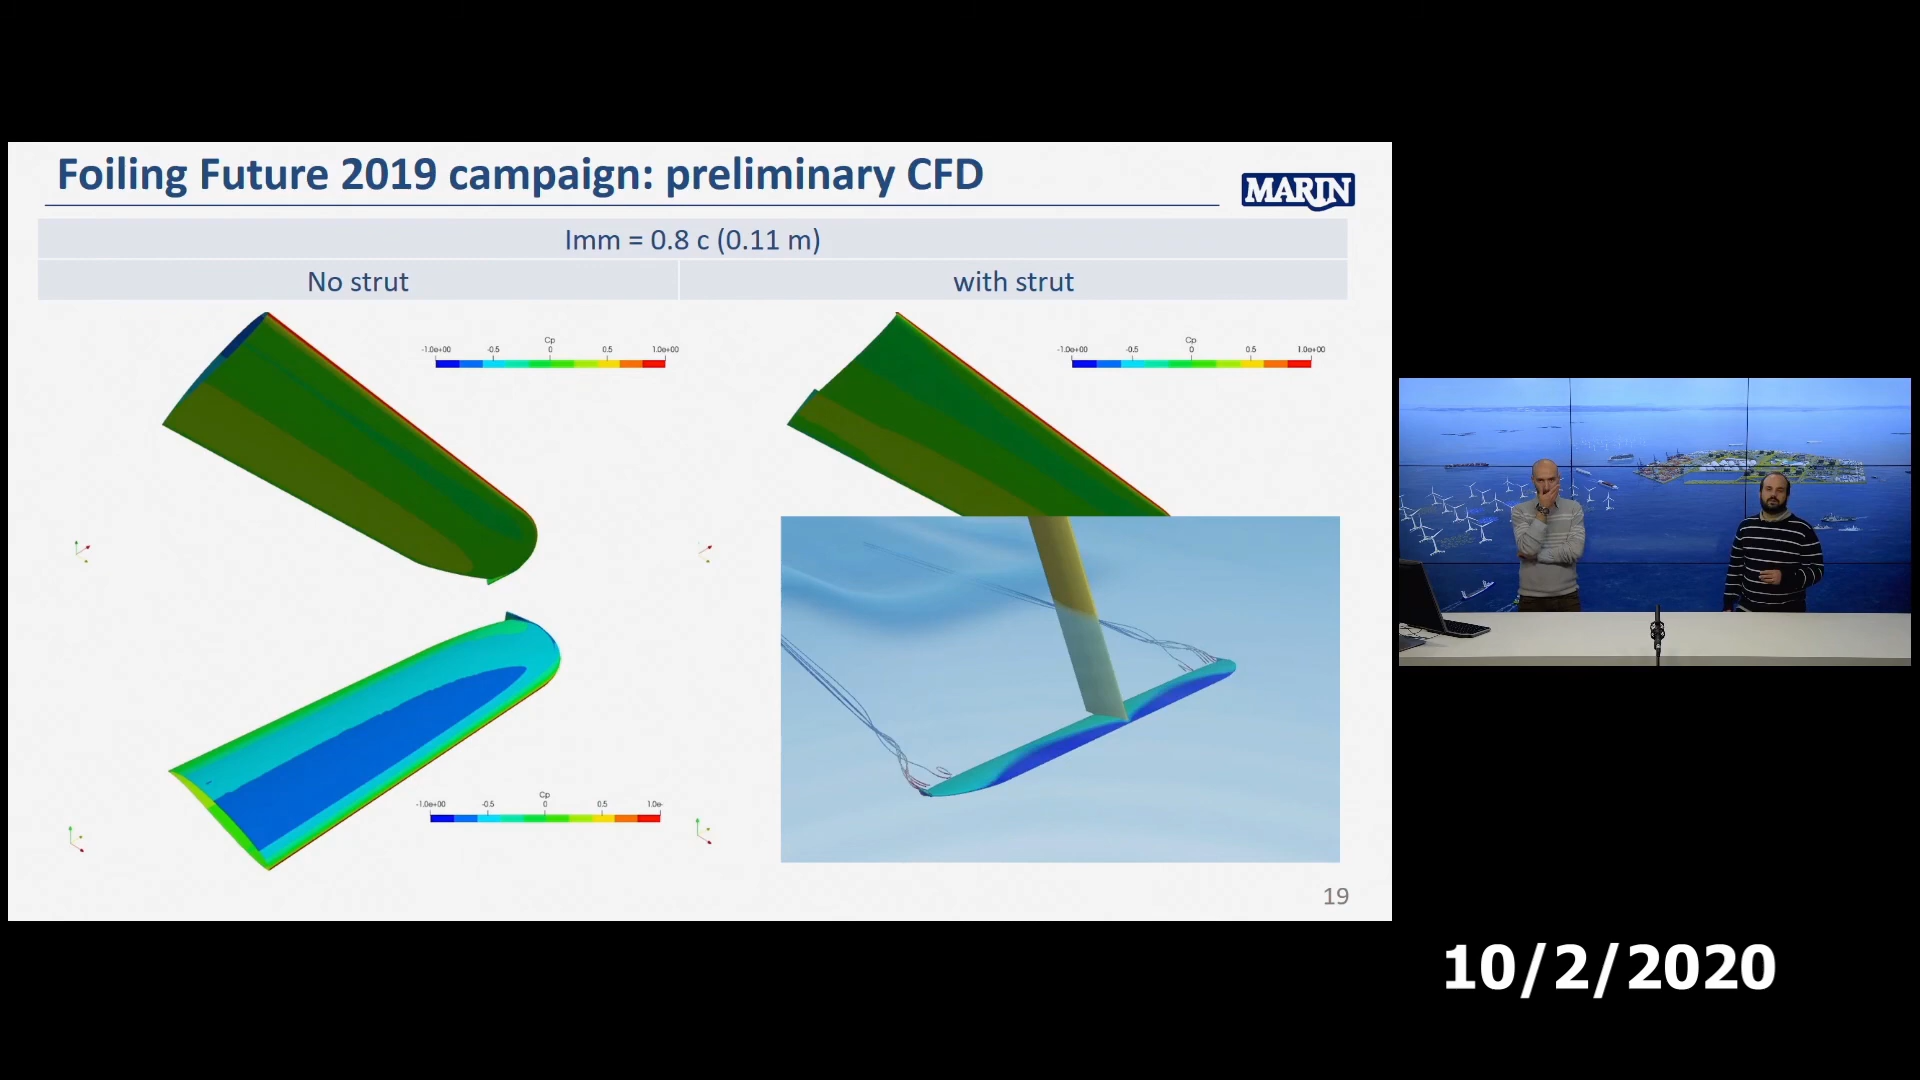 Foiling Future 2019 campaign: preliminary CFD
MARIN
Imm = 0.8 c (0.11 m)
No strut
with strut
Cp
-1.0e+00 -0.5 0 0.5 1.0e+00
Cp
-1.0e+00 -0.5 0 0.5 1.0e+00
Cp
-1.0e+00 -0.5 0 0.5 1.0e-
19
10/2/2020